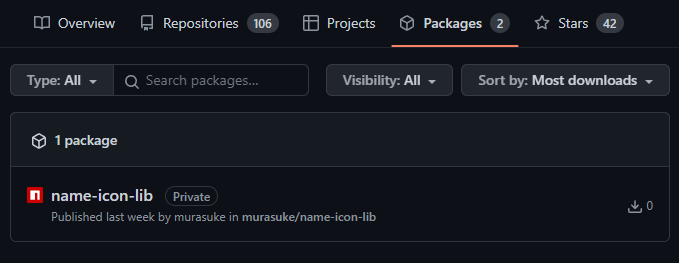 Overview Repositories 106 Projects Packages 2 Stars 42
Type: All Search packages... Visibility: All Sort by: Most downloads
1 package
name-icon-lib Private
Published last week by murasuke in murasuke/name-icon-lib 0